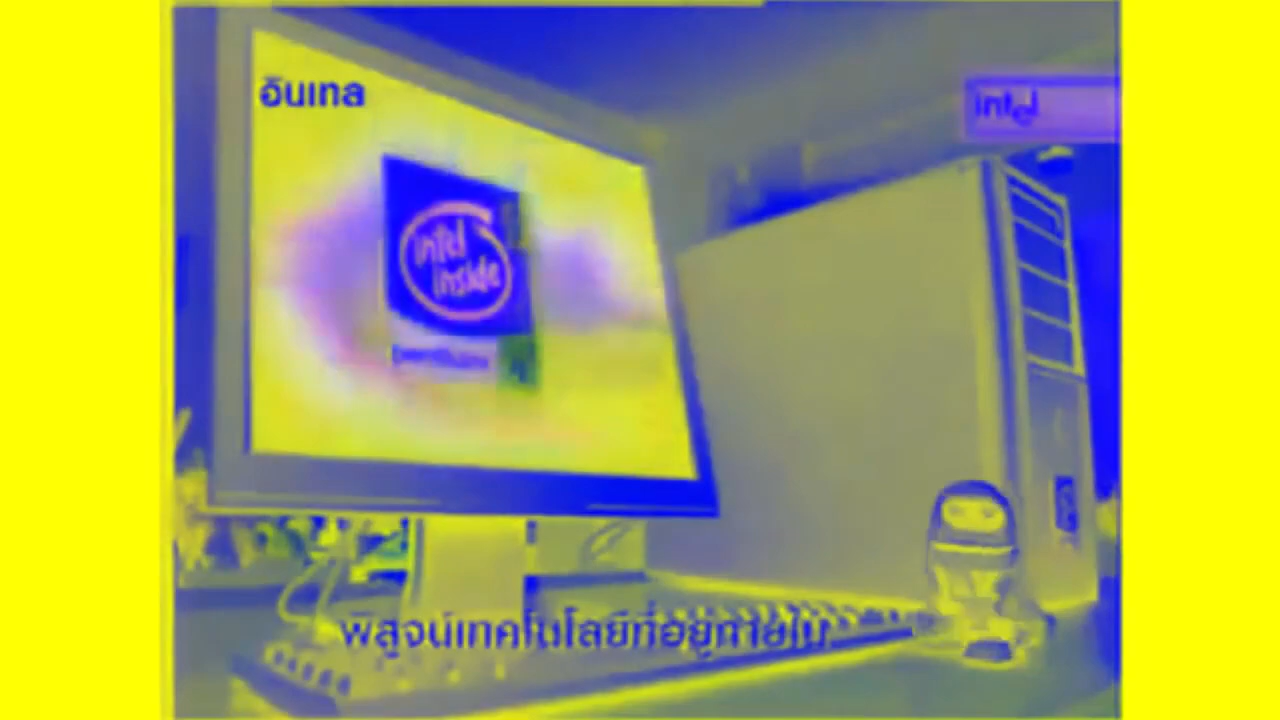 อินเทล
intel
intel
inside
pentium
พิสูจน์เทคโนโลยีที่อยู่ภายใน